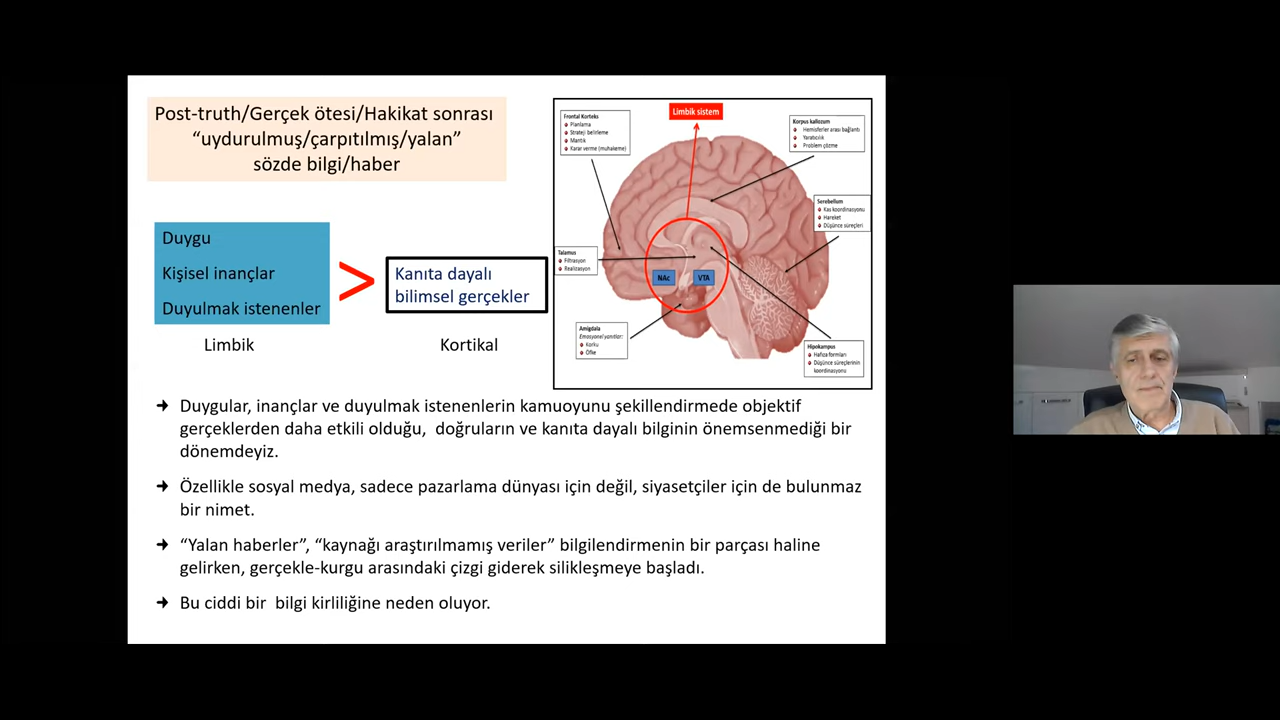 Post-truth/Gerçek ötesi/Hakikat sonrası
“uydurulmuş/çarpıtılmış/yalan”
sözde bilgi/haber
Duygu
Kişisel inançlar
Duyulmak istenenler
Limbik
>
Kanıta dayalı
bilimsel gerçekler
Kortikal
Limbik sistem
Frontal Korteks
Planlama
Strateji belirleme
Mantık
Karar verme (muhakeme)
Korpus kallozum
Hemisferler arası bağlantı
Yaratıcılık
Problem çözme
Serebellum
Kas koordinasyonu
Hareket
Düşünce süreçleri
Talamus
Filtrasyon
Realizasyon
NAc
VTA
Amigdala
Emosyonel yanıtlar:
Korku
Öfke
Hipokampus
Hafıza formları
Düşünce süreçlerinin
koordinasyonu
Duygular, inançlar ve duyulmak istenenlerin kamuoyunu şekillendirmede objektif
gerçeklerden daha etkili olduğu, doğruların ve kanıta dayalı bilginin önemsenmediği bir
dönemdeyiz.
Özellikle sosyal medya, sadece pazarlama dünyası için değil, siyasetçiler için de bulunmaz
bir nimet.
“Yalan haberler”, “kaynağı araştırılmamış veriler” bilgilendirmenin bir parçası haline
gelirken, gerçekle-kurgu arasındaki çizgi giderek silikleşmeye başladı.
Bu ciddi bir bilgi kirliliğine neden oluyor.